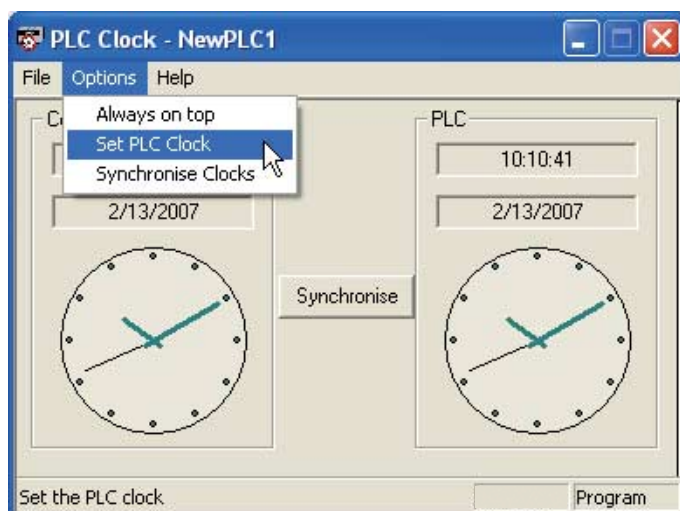 PLC Clock - NewPLC1
File Options Help
Always on top
Set PLC Clock
Synchronise Clocks
PLC
10:10:41
2/13/2007
2/13/2007
Synchronise
Set the PLC clock
Program